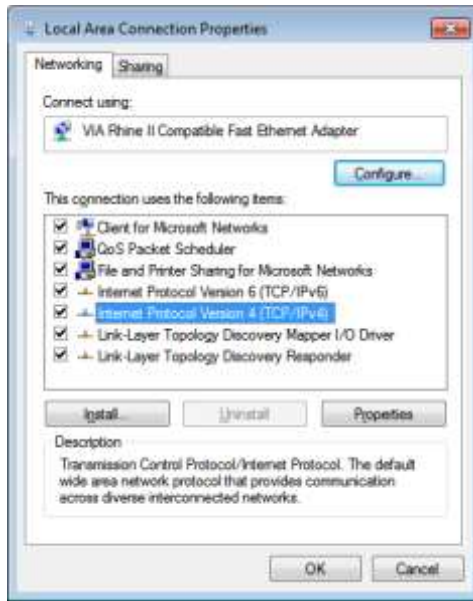 Local Area Connection Properties
Networking
Sharing
Connect using:
VIA Rhine II Compatible Fast Ethernet Adapter
Configure...
This connection uses the following items:
Client for Microsoft Networks
QoS Packet Scheduler
File and Printer Sharing for Microsoft Networks
Internet Protocol Version 6 (TCP/IPv6)
Internet Protocol Version 4 (TCP/IPv4)
Link-Layer Topology Discovery Mapper I/O Driver
Link-Layer Topology Discovery Responder
Install...
Uninstall
Properties
Description
Transmission Control Protocol/Internet Protocol. The default
wide area network protocol that provides communication
across diverse interconnected networks.
OK
Cancel